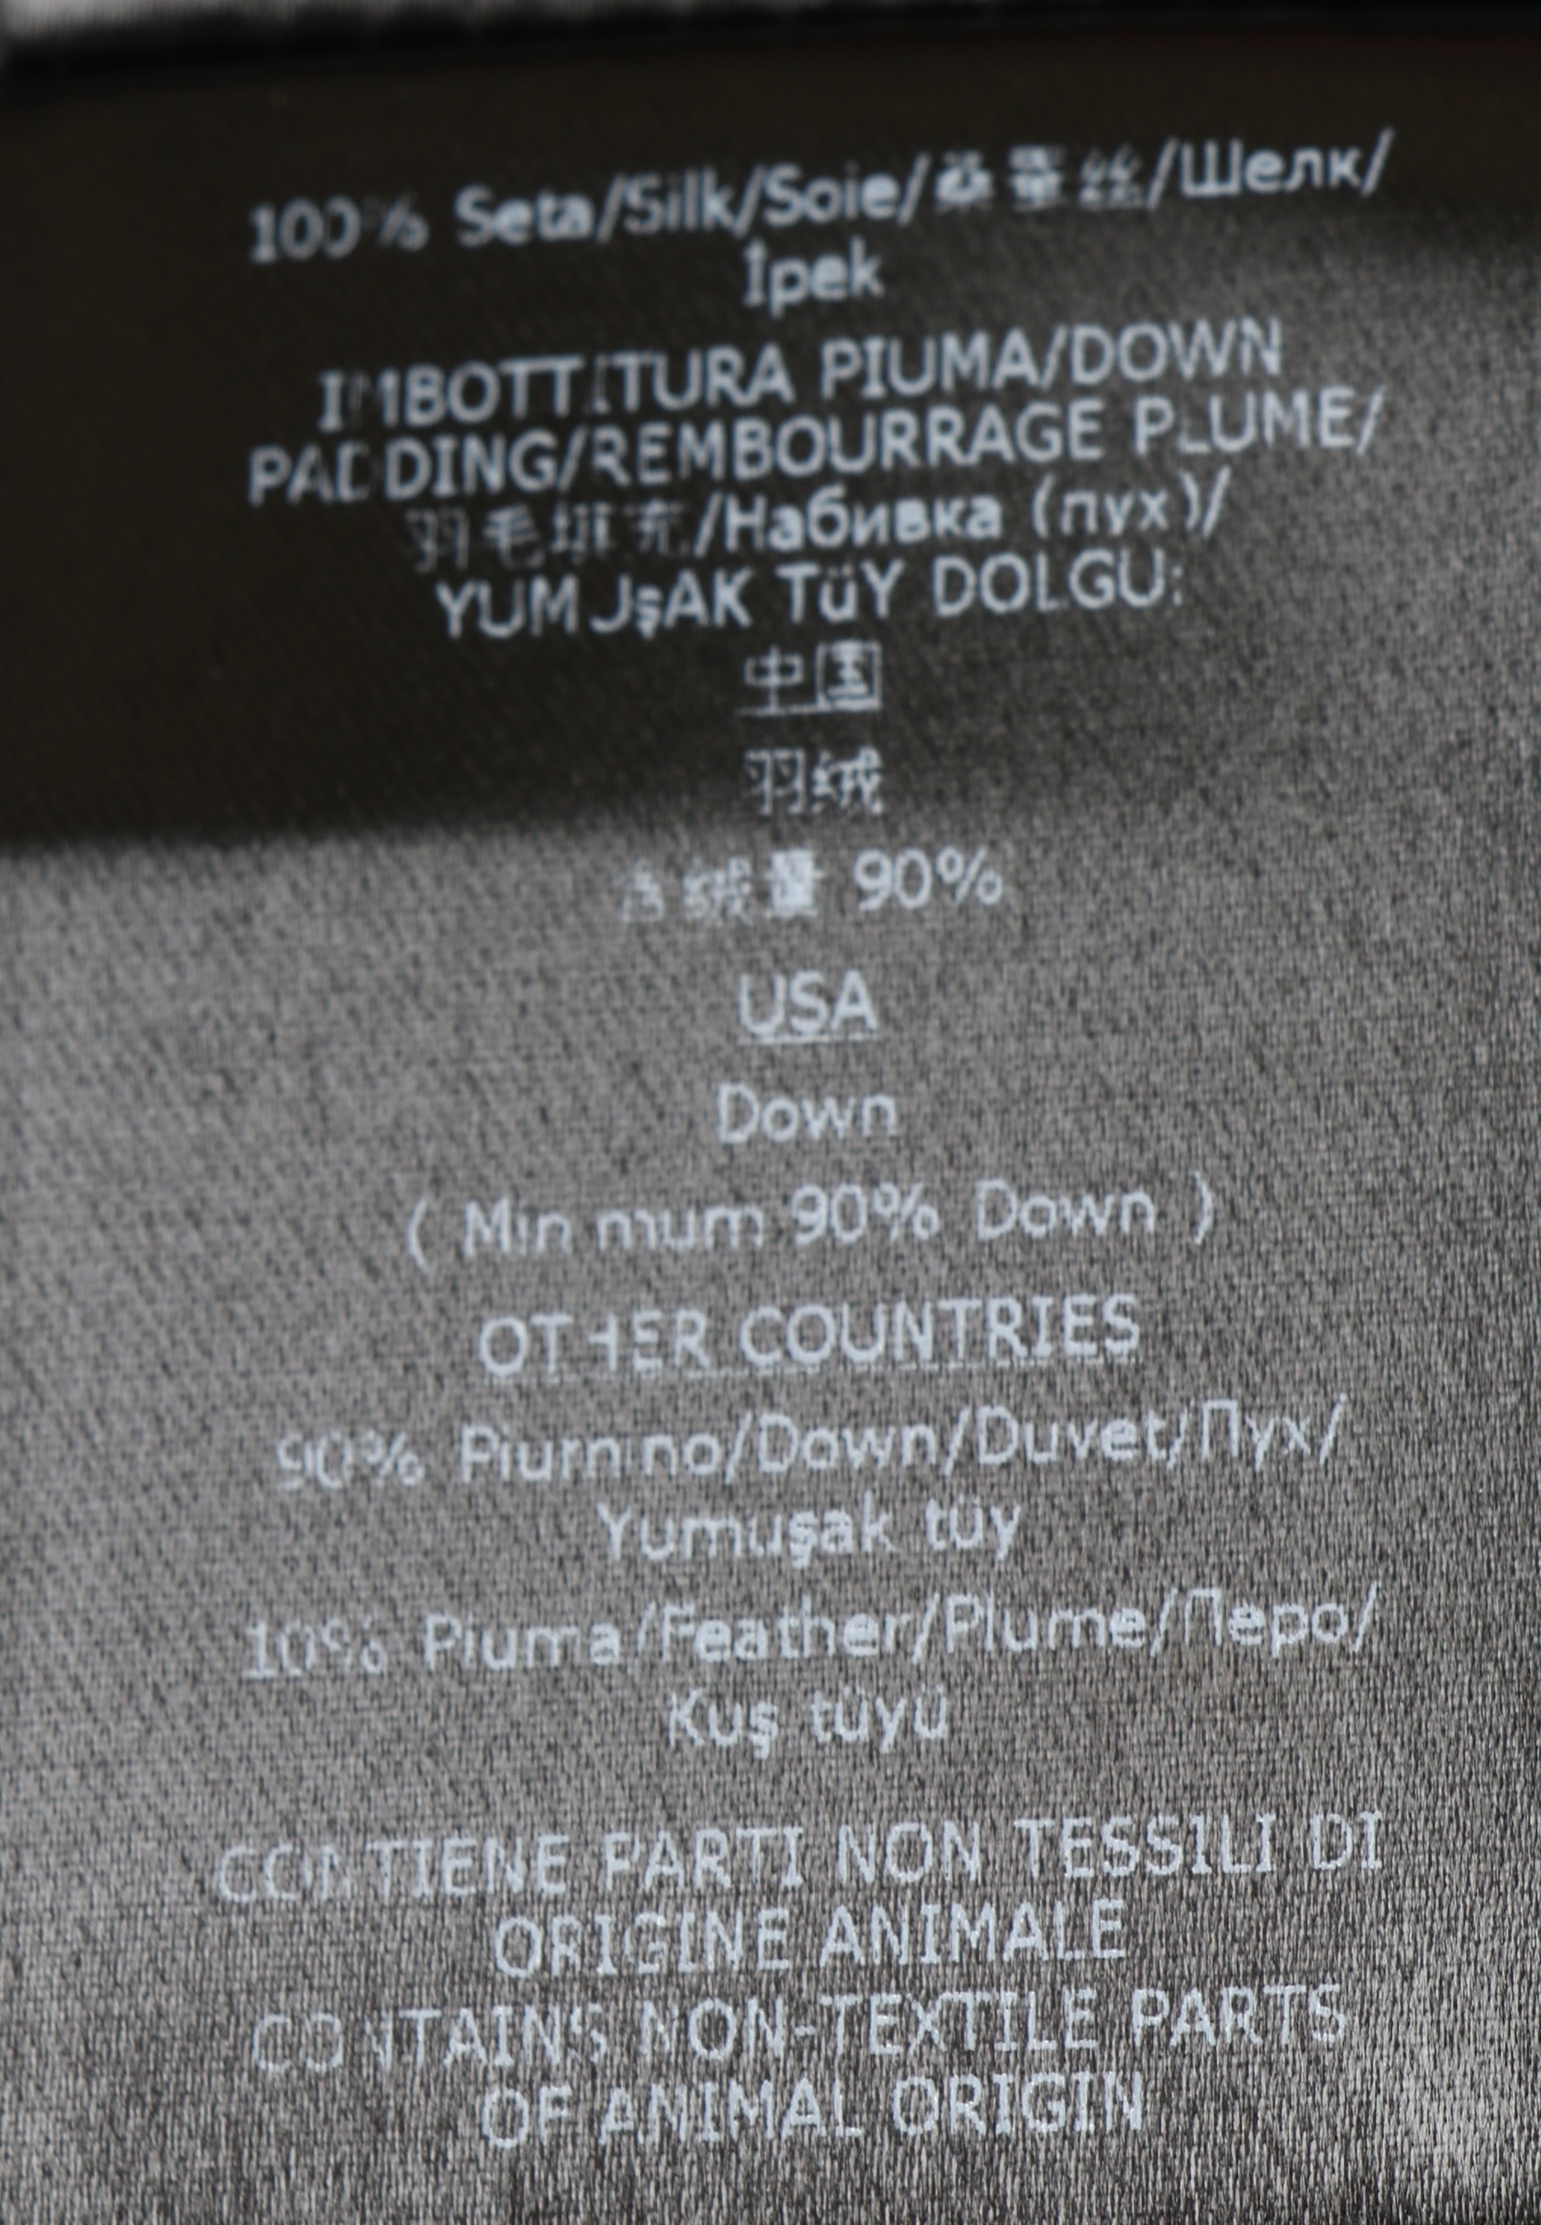 100% Seta/Silk/Soie/桑蚕丝/Шелк/
İpek
IMBOTTITURA PIUMA/DOWN
PADDING/REMBOURRAGE PLUME/
羽毛填充/Набивка (пух)/
YUMUşAK TüY DOLGU:
中国
羽绒
含绒量 90%
USA
Down
( Minimum 90% Down )
OTHER COUNTRIES
90% Piumino/Down/Duvet/Пух/
Yumuşak tüy
10% Piuma/Feather/Plume/Перо/
Kuş tüyü
CONTIENE PARTI NON TESSILI DI
ORIGINE ANIMALE
CONTAINS NON-TEXTILE PARTS
OF ANIMAL ORIGIN